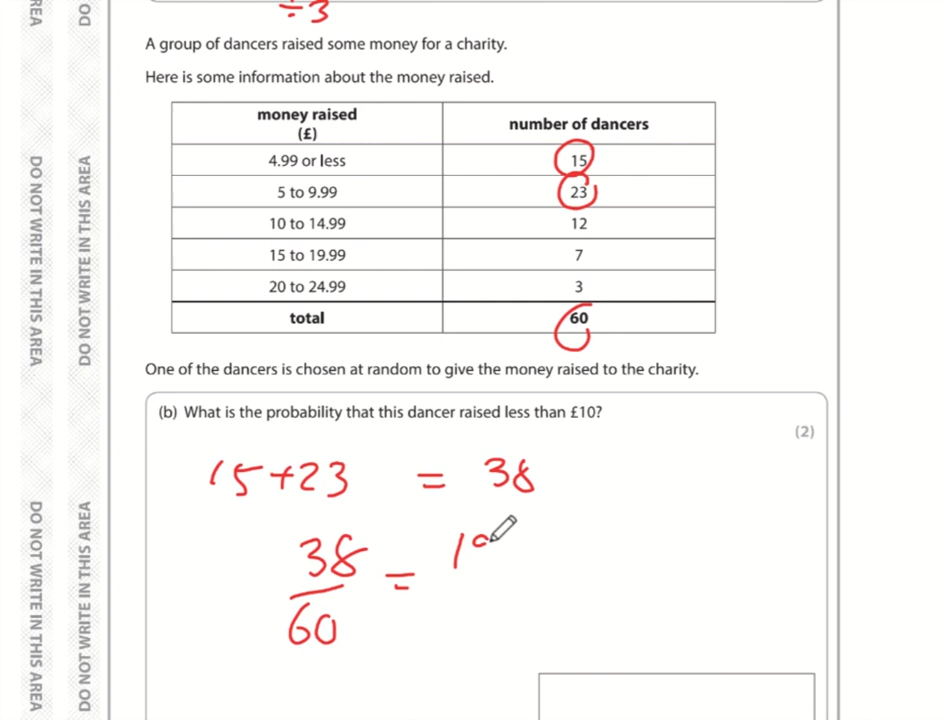 ÷3
A group of dancers raised some money for a charity.
Here is some information about the money raised.
money raised (£) number of dancers
4.99 or less 15
5 to 9.99 23
10 to 14.99 12
15 to 19.99 7
20 to 24.99 3
total 60
One of the dancers is chosen at random to give the money raised to the charity.
(b) What is the probability that this dancer raised less than £10?
(2)
15+23 = 38
38/60 = 1
REA
DO
DO NOT WRITE IN THIS AREA
DO NOT WRITE IN THIS AREA
DO NOT WRITE IN THIS AREA
DO NOT WRITE IN THIS AREA